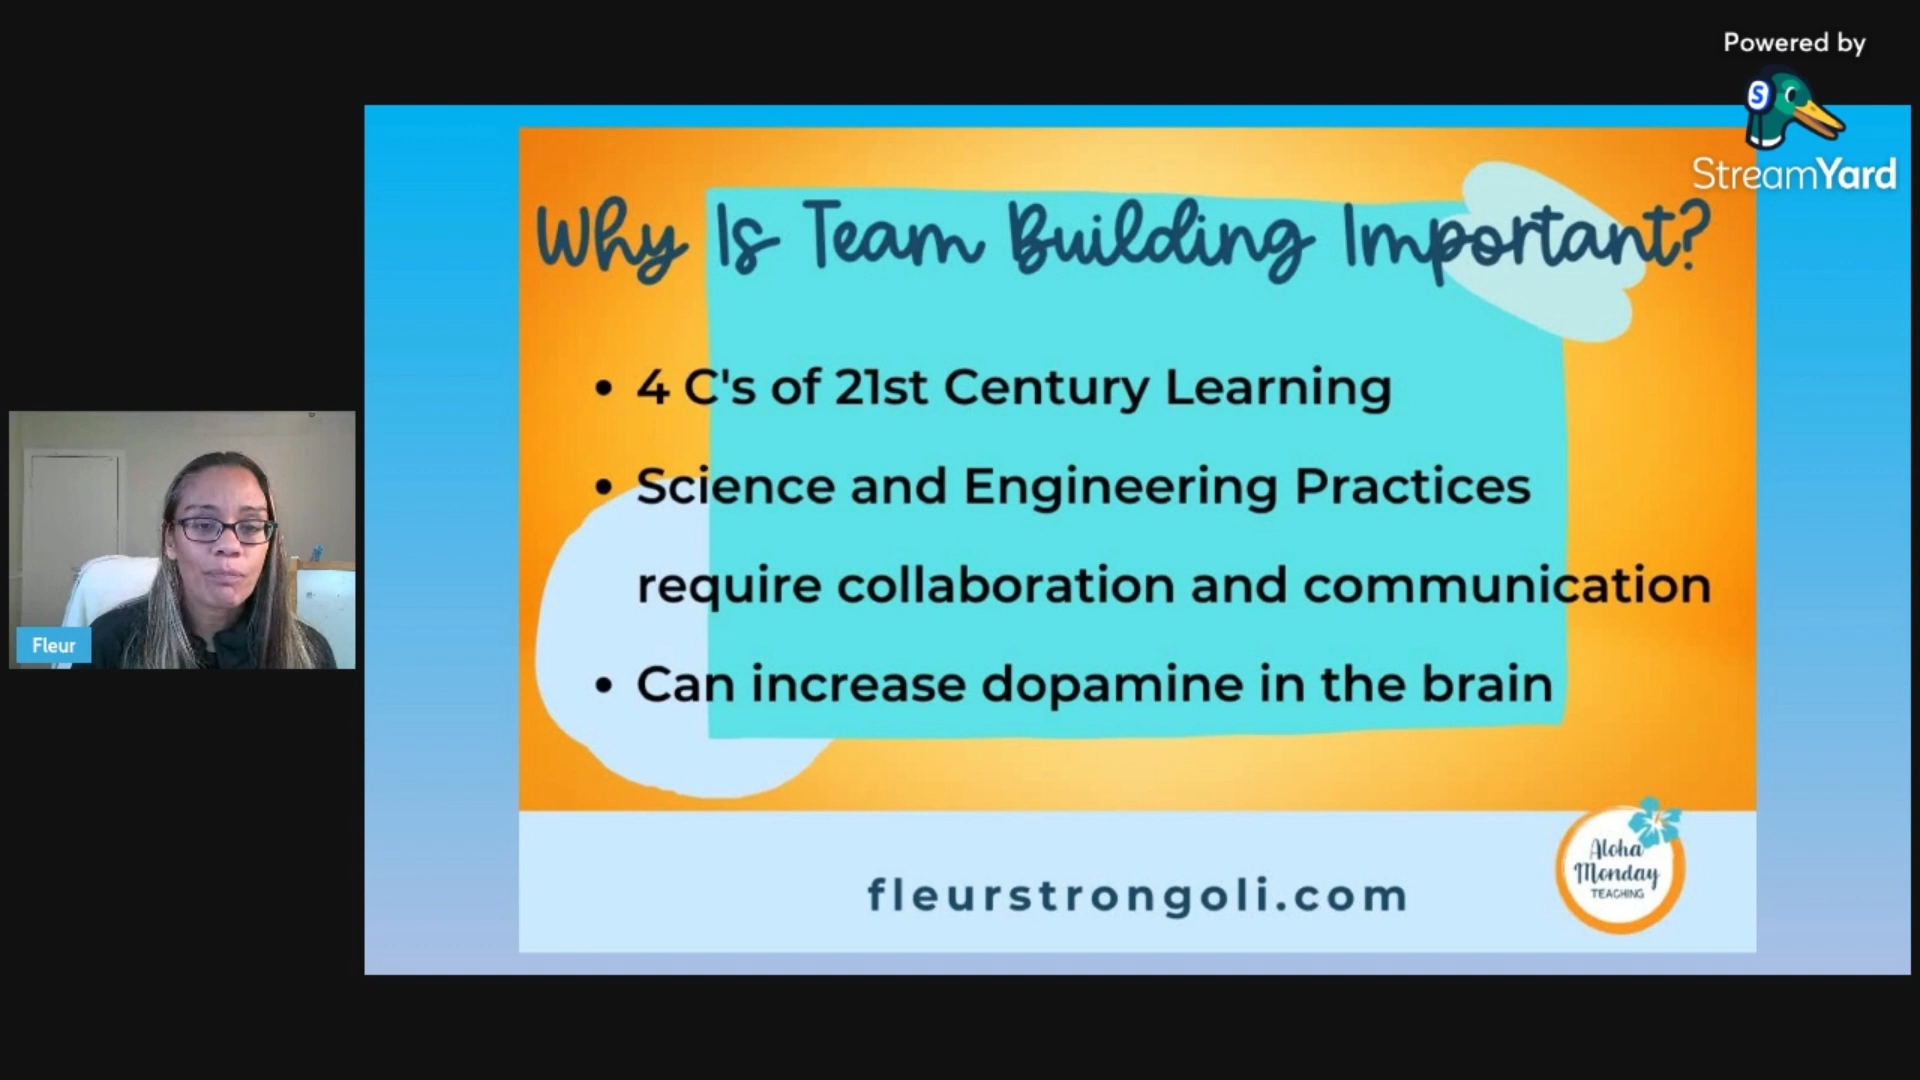 Powered by
S
StreamYard
Why Is Team Building Important?
• 4 C's of 21st Century Learning
• Science and Engineering Practices
require collaboration and communication
• Can increase dopamine in the brain
Fleur
fleurstrongoli.com
Aloha
Monday
TEACHING